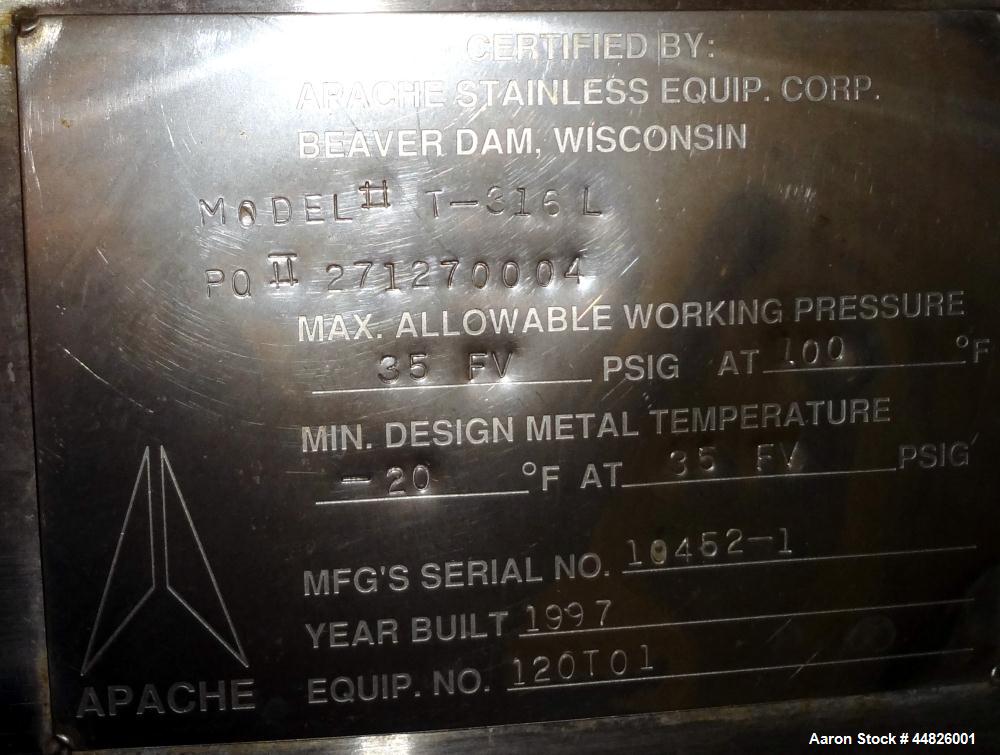 CERTIFIED BY:
APACHE STAINLESS EQUIP. CORP.
BEAVER DAM, WISCONSIN
MODEL # T-316 L
PO # 271270004
MAX. ALLOWABLE WORKING PRESSURE
35 FV PSIG AT 100 °F
MIN. DESIGN METAL TEMPERATURE
-20 °F AT 35 FV PSIG
MFG'S SERIAL NO. 10452-1
YEAR BUILT 1997
EQUIP. NO. 120T01
APACHE
Aaron Stock # 44826001